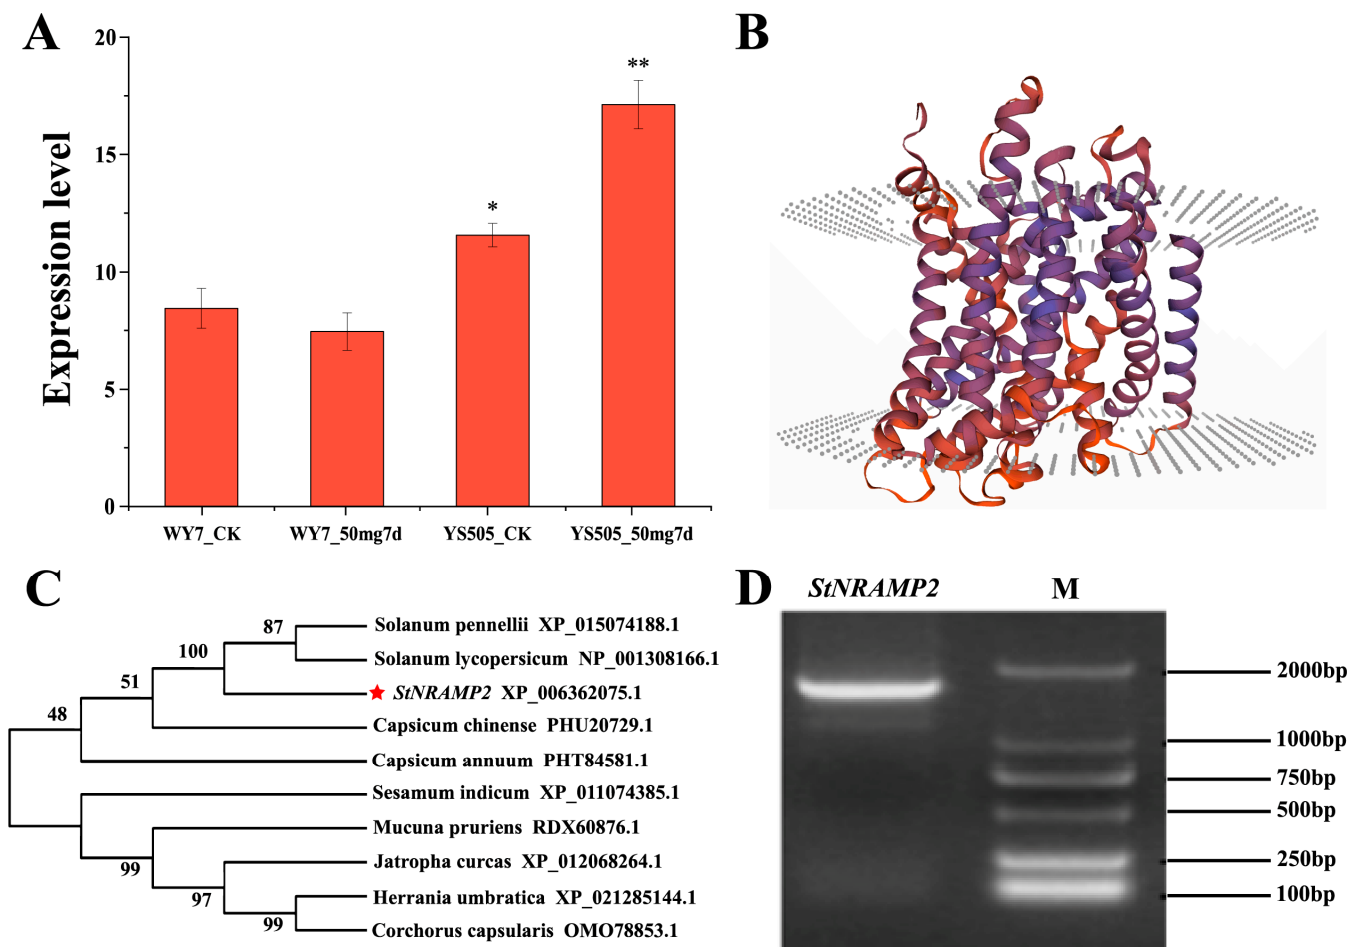 A
B
20
15
10
5
0
Expression level
*
**
WY7_CK
WY7_50mg7d
YS505_CK
YS505_50mg7d
C
87
100
51
48
99
97
99
Solanum pennellii XP_015074188.1
Solanum lycopersicum NP_001308166.1
StNRAMP2 XP_006362075.1
Capsicum chinense PHU20729.1
Capsicum annuum PHT84581.1
Sesamum indicum XP_011074385.1
Mucuna pruriens RDX60876.1
Jatropha curcas XP_012068264.1
Herrania umbratica XP_021285144.1
Corchorus capsularis OMO78853.1
D
StNRAMP2 M
2000bp
1000bp
750bp
500bp
250bp
100bp